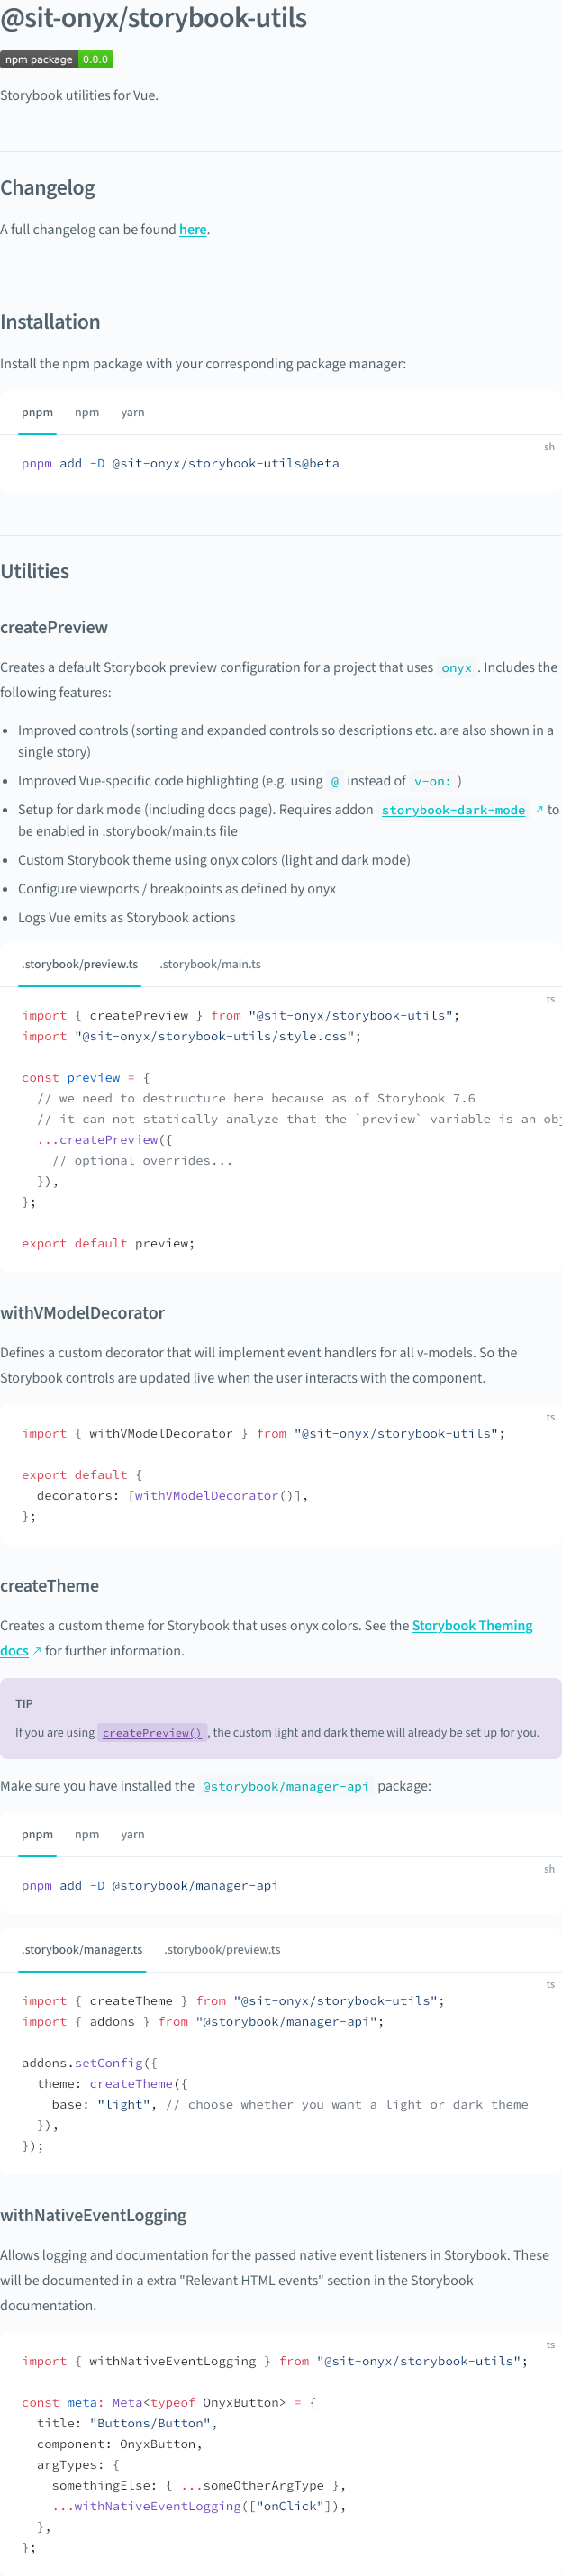 @sit-onyx/storybook-utils
npm package 0.0.0
Storybook utilities for Vue.
Changelog
A full changelog can be found here.
Installation
Install the npm package with your corresponding package manager:
pnpm npm yarn
sh
pnpm add -D @sit-onyx/storybook-utils@beta
Utilities
createPreview
Creates a default Storybook preview configuration for a project that uses onyx . Includes the
following features:
• Improved controls (sorting and expanded controls so descriptions etc. are also shown in a
single story)
• Improved Vue-specific code highlighting (e.g. using @ instead of v-on: )
• Setup for dark mode (including docs page). Requires addon storybook-dark-mode ↗ to
be enabled in .storybook/main.ts file
• Custom Storybook theme using onyx colors (light and dark mode)
• Configure viewports / breakpoints as defined by onyx
• Logs Vue emits as Storybook actions
.storybook/preview.ts .storybook/main.ts
ts
import { createPreview } from "@sit-onyx/storybook-utils";
import "@sit-onyx/storybook-utils/style.css";
const preview = {
// we need to destructure here because as of Storybook 7.6
// it can not statically analyze that the `preview` variable is an obj
...createPreview({
// optional overrides...
}),
};
export default preview;
withVModelDecorator
Defines a custom decorator that will implement event handlers for all v-models. So the
Storybook controls are updated live when the user interacts with the component.
ts
import { withVModelDecorator } from "@sit-onyx/storybook-utils";
export default {
decorators: [withVModelDecorator()],
};
createTheme
Creates a custom theme for Storybook that uses onyx colors. See the Storybook Theming
docs ↗ for further information.
TIP
If you are using createPreview() , the custom light and dark theme will already be set up for you.
Make sure you have installed the @storybook/manager-api package:
pnpm npm yarn
sh
pnpm add -D @storybook/manager-api
.storybook/manager.ts .storybook/preview.ts
ts
import { createTheme } from "@sit-onyx/storybook-utils";
import { addons } from "@storybook/manager-api";
addons.setConfig({
theme: createTheme({
base: "light", // choose whether you want a light or dark theme
}),
});
withNativeEventLogging
Allows logging and documentation for the passed native event listeners in Storybook. These
will be documented in a extra "Relevant HTML events" section in the Storybook
documentation.
ts
import { withNativeEventLogging } from "@sit-onyx/storybook-utils";
const meta: Meta<typeof OnyxButton> = {
title: "Buttons/Button",
component: OnyxButton,
argTypes: {
somethingElse: { ...someOtherArgType },
...withNativeEventLogging(["onClick"]),
},
};